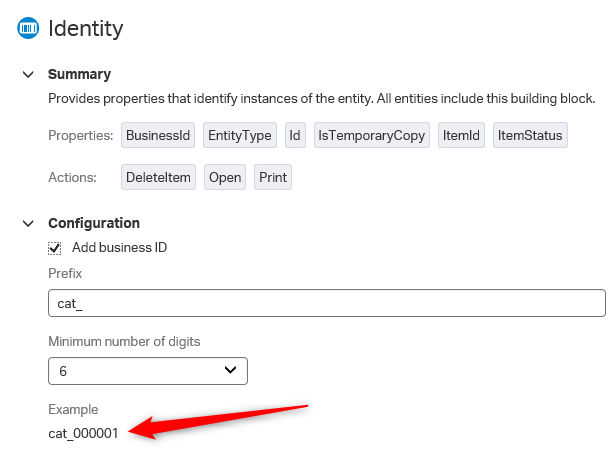 Identity
Summary
Provides properties that identify instances of the entity. All entities include this building block.
Properties: BusinessId EntityType Id IsTemporaryCopy ItemId ItemStatus
Actions: DeleteItem Open Print
Configuration
Add business ID
Prefix
cat_
Minimum number of digits
6
Example
cat_000001